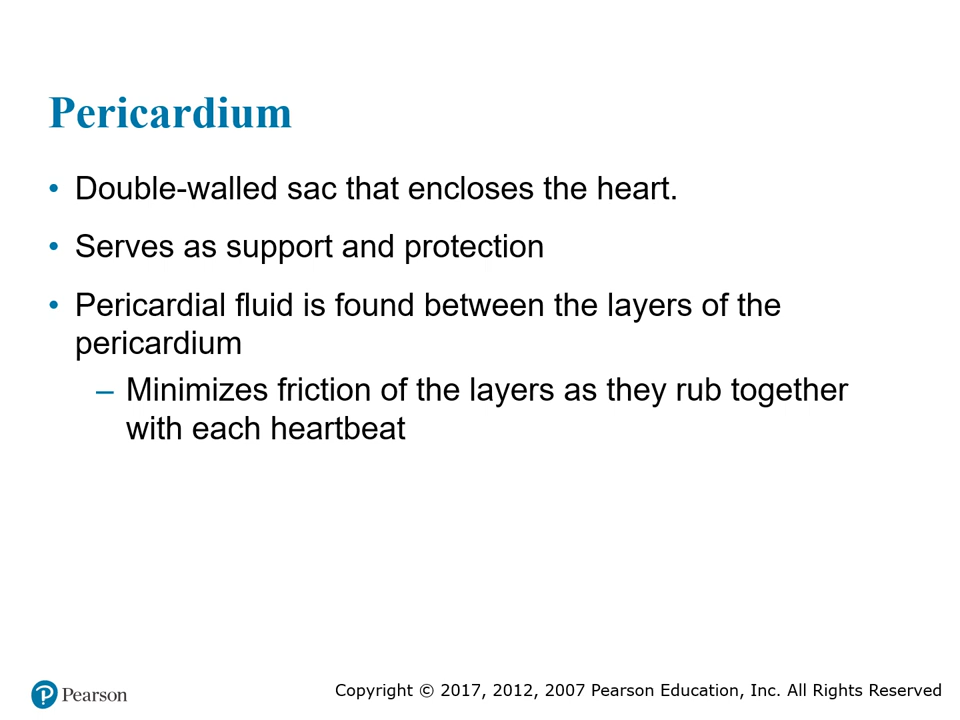 Pericardium
• Double-walled sac that encloses the heart.
• Serves as support and protection
• Pericardial fluid is found between the layers of the
pericardium
– Minimizes friction of the layers as they rub together
with each heartbeat
P Pearson
Copyright © 2017, 2012, 2007 Pearson Education, Inc. All Rights Reserved